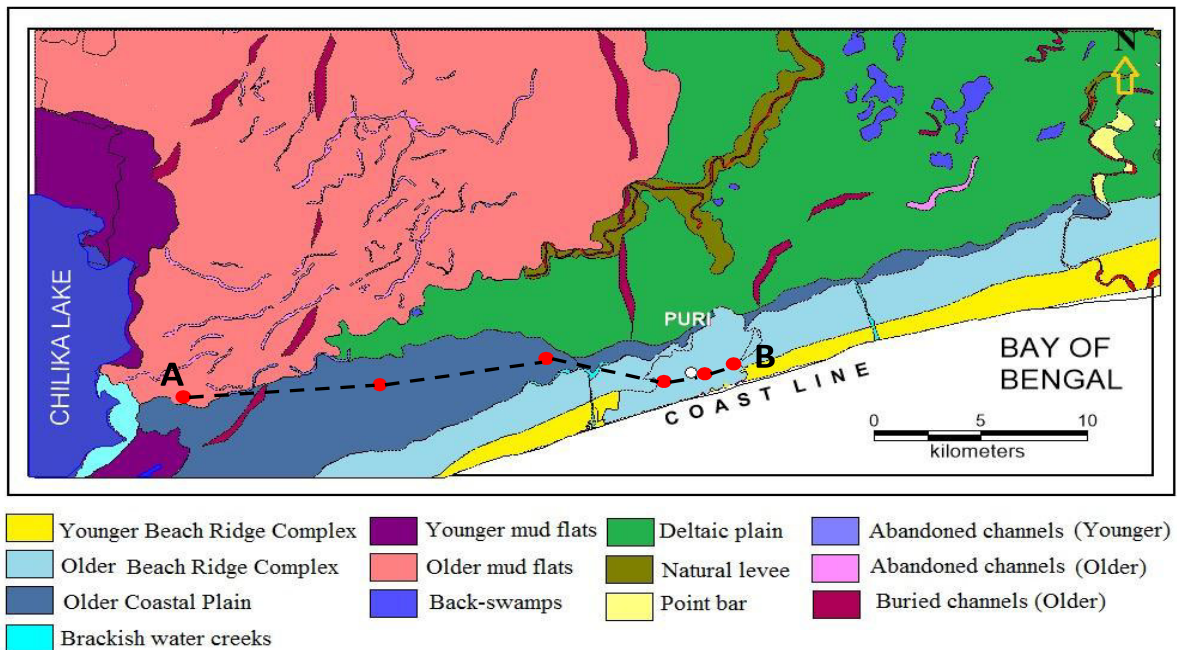 N
CHILIKA LAKE
A
PURI
B
COAST LINE
BAY OF
BENGAL
0 5 10
kilometers
Younger Beach Ridge Complex
Older Beach Ridge Complex
Older Coastal Plain
Brackish water creeks
Younger mud flats
Older mud flats
Back-swamps
Deltaic plain
Natural levee
Point bar
Abandoned channels (Younger)
Abandoned channels (Older)
Buried channels (Older)